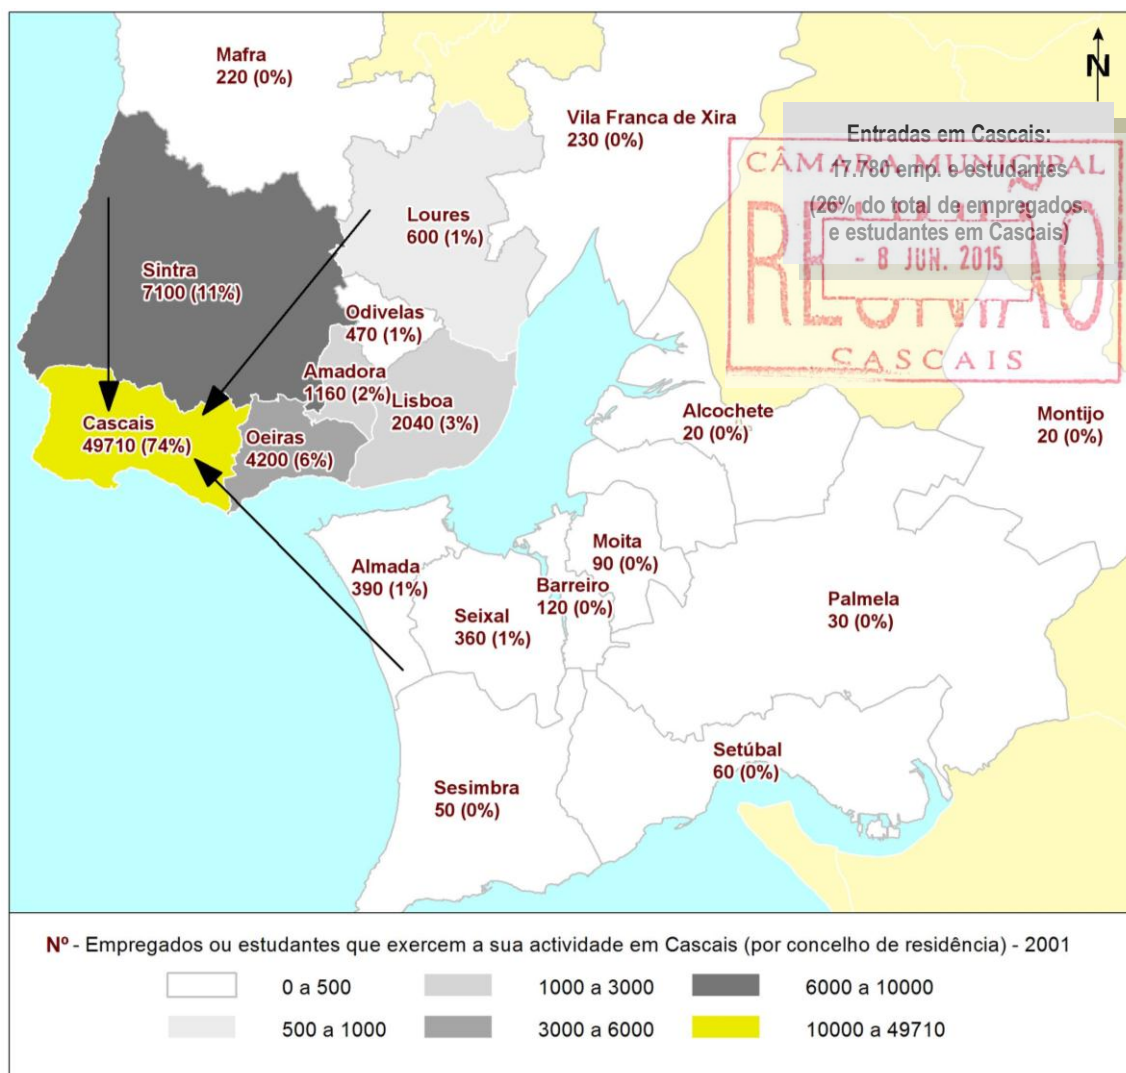 Mafra
220 (0%)
N
Vila Franca de Xira
230 (0%)
Entradas em Cascais:
17.780 emp. e estudantes
(26% do total de empregados.
e estudantes em Cascais)
CÂMARA MUNICIPAL
REUNIÃO
- 8 JUN. 2015
CASCAIS
Loures
600 (1%)
Sintra
7100 (11%)
Odivelas
470 (1%)
Amadora
1160 (2%)
Lisboa
2040 (3%)
Cascais
49710 (74%)
Oeiras
4200 (6%)
Alcochete
20 (0%)
Montijo
20 (0%)
Almada
390 (1%)
Moita
90 (0%)
Barreiro
120 (0%)
Seixal
360 (1%)
Palmela
30 (0%)
Setúbal
60 (0%)
Sesimbra
50 (0%)
Nº - Empregados ou estudantes que exercem a sua actividade em Cascais (por concelho de residência) - 2001
0 a 500
1000 a 3000
6000 a 10000
500 a 1000
3000 a 6000
10000 a 49710